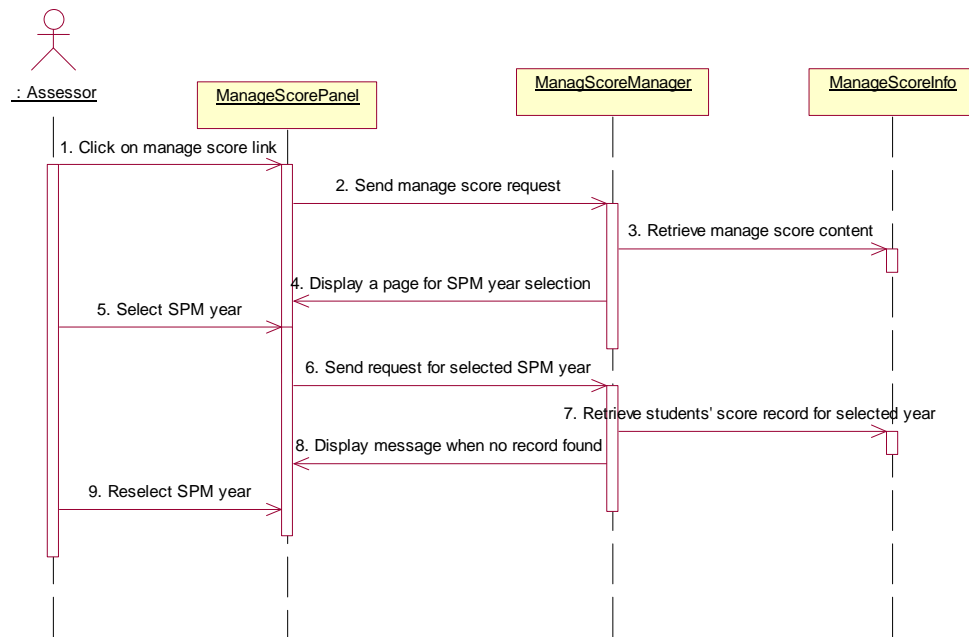 : Assessor
ManageScorePanel
ManagScoreManager
ManageScoreInfo
1. Click on manage score link
2. Send manage score request
3. Retrieve manage score content
4. Display a page for SPM year selection
5. Select SPM year
6. Send request for selected SPM year
7. Retrieve students' score record for selected year
8. Display message when no record found
9. Reselect SPM year